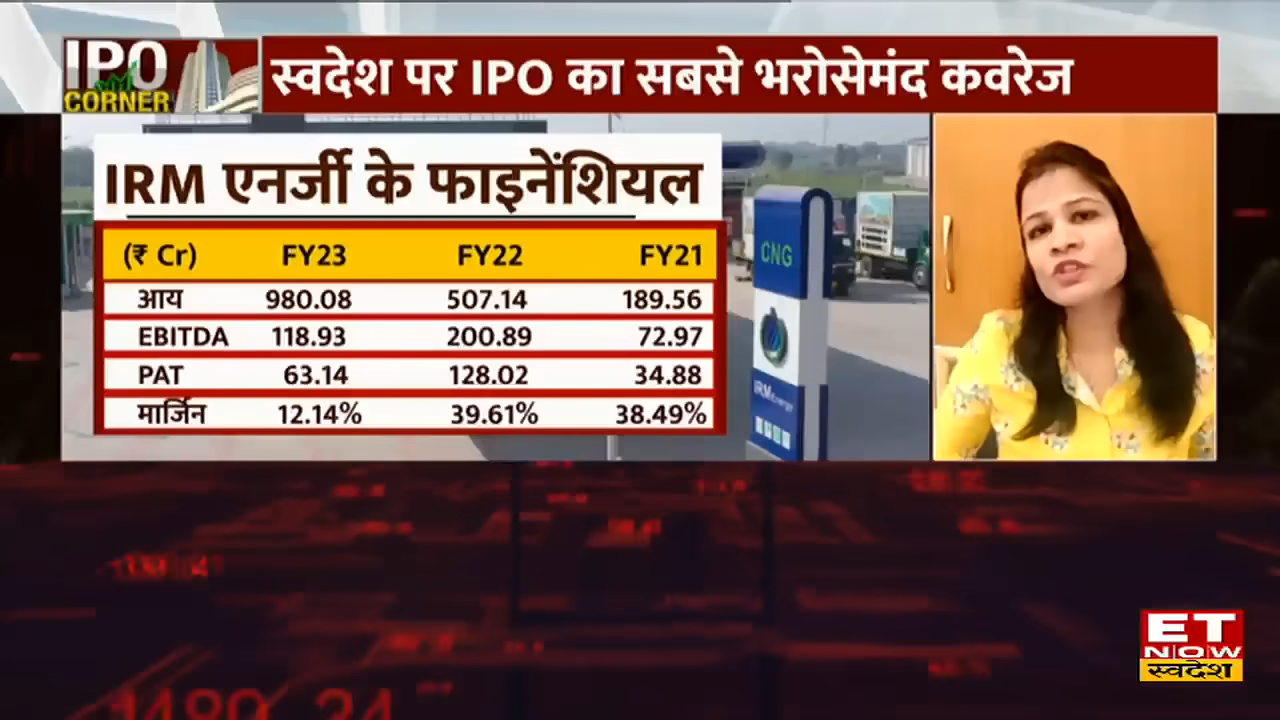 IPO
CORNER
स्वदेश पर IPO का सबसे भरोसेमंद कवरेज
IRM एनर्जी के फाइनेंशियल
(₹ Cr) FY23 FY22 FY21
आय 980.08 507.14 189.56
EBITDA 118.93 200.89 72.97
PAT 63.14 128.02 34.88
मार्जिन 12.14% 39.61% 38.49%
CNG
IRM Energy
ET
NOW
स्वदेश